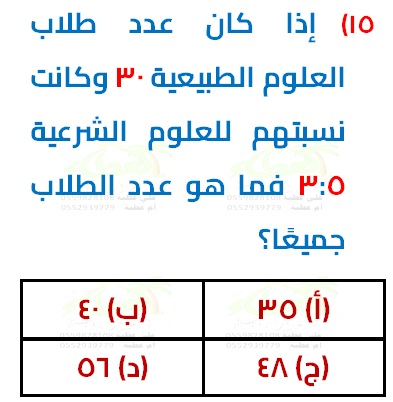 ١٥) إذا كان عدد طلاب
العلوم الطبيعية ٣٠ وكانت
نسبتهم للعلوم الشرعية
٣:٥ فما هو عدد الطلاب
جميعًا؟
(أ) ٣٥ (ب) ٤٠
(ج) ٤٨ (د) ٥٦